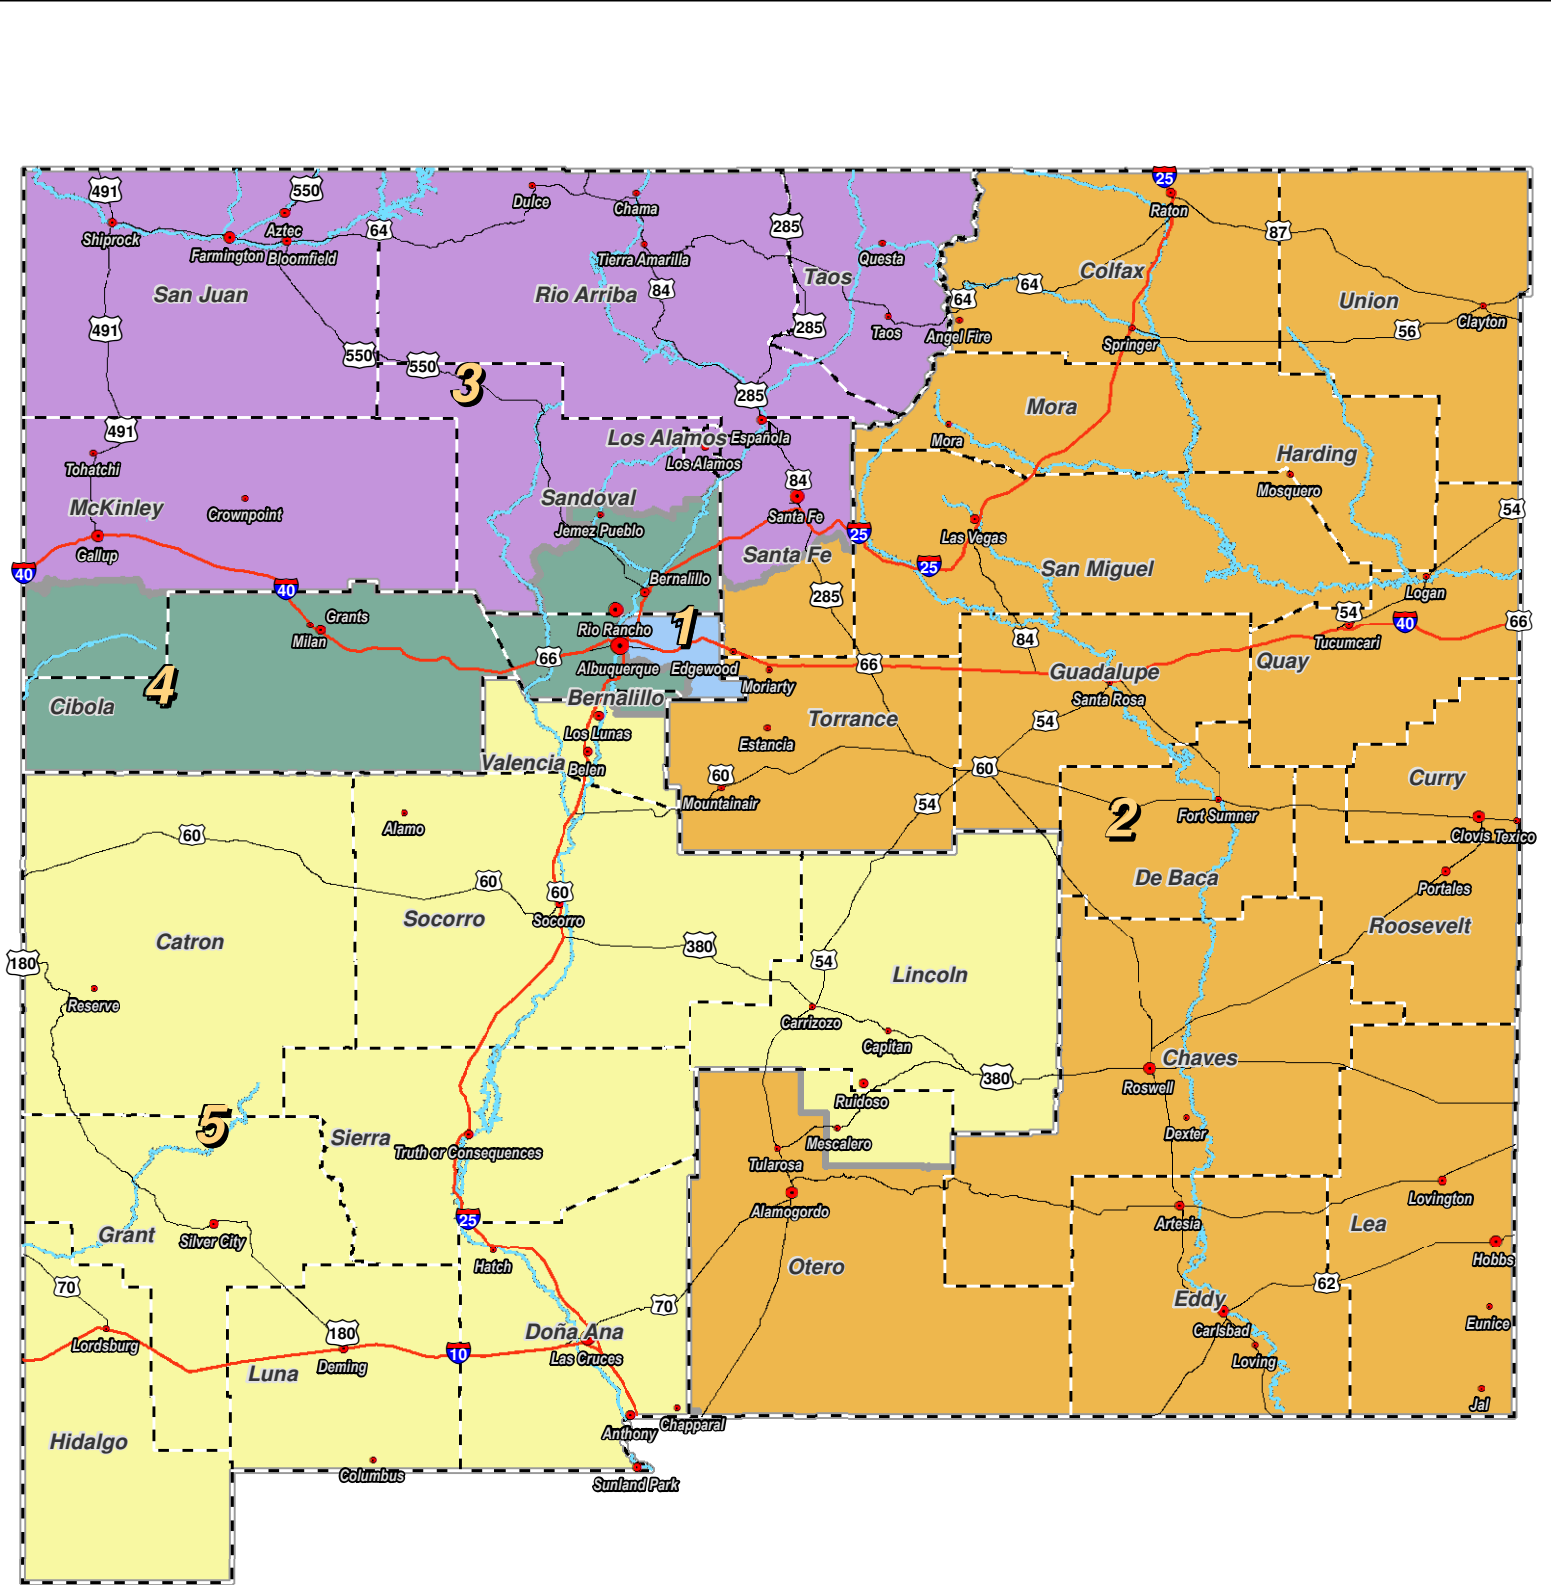 25
491
550
Dulce
Chama
Raton
Shiprock
Aztec
64
285
87
Farmington
Bloomfield
Tierra Amarilla
Questa
Taos
Colfax
San Juan
Rio Arriba
84
64
64
Union
491
285
Taos
Angel Fire
Springer
56
Clayton
550
550
3
285
Mora
491
Los Alamos
Española
Mora
Tohatchi
Los Alamos
Harding
84
Mosquero
McKinley
Crownpoint
Sandoval
Jemez Pueblo
Santa Fe
54
Gallup
Santa Fe
25
Las Vegas
40
25
San Miguel
40
Bernalillo
285
Logan
Grants
Milan
Rio Rancho
1
54
40
66
84
Tucumcari
66
Albuquerque
Edgewood
66
Quay
4
Moriarty
Guadalupe
Cibola
Bernalillo
Santa Rosa
Torrance
54
Los Lunas
Estancia
Valencia
Belen
60
60
Curry
Mountainair
54
2
Fort Sumner
60
Alamo
Clovis
Texico
De Baca
Portales
60
60
Socorro
Socorro
Roosevelt
Catron
380
180
54
Lincoln
Reserve
Carrizozo
Capitan
Chaves
380
Roswell
Ruidoso
5
Sierra
Dexter
Mescalero
Truth or Consequences
Tularosa
Lovington
25
Alamogordo
Artesia
Lea
Grant
Silver City
Hatch
Otero
Hobbs
70
62
70
Eddy
Lordsburg
180
Doña Ana
Carlsbad
Eunice
10
Las Cruces
Deming
Loving
Luna
Jal
Hidalgo
Anthony
Chapparal
Columbus
Sunland Park